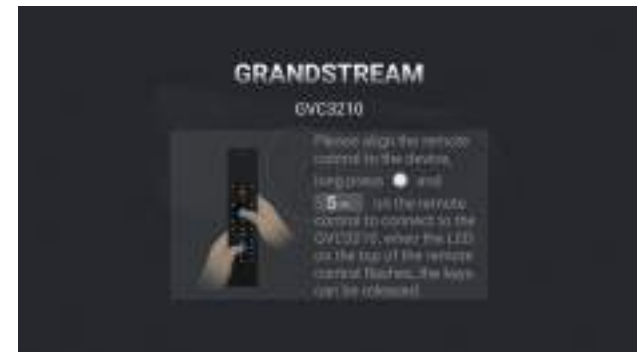 GRANDSTREAM
GVC3210
Please align the remote
control to the device,
long press and
5 on the remote
control to connect to the
GVC3210, when the LED
on the top of the remote
control flashes, the keys
can be released.